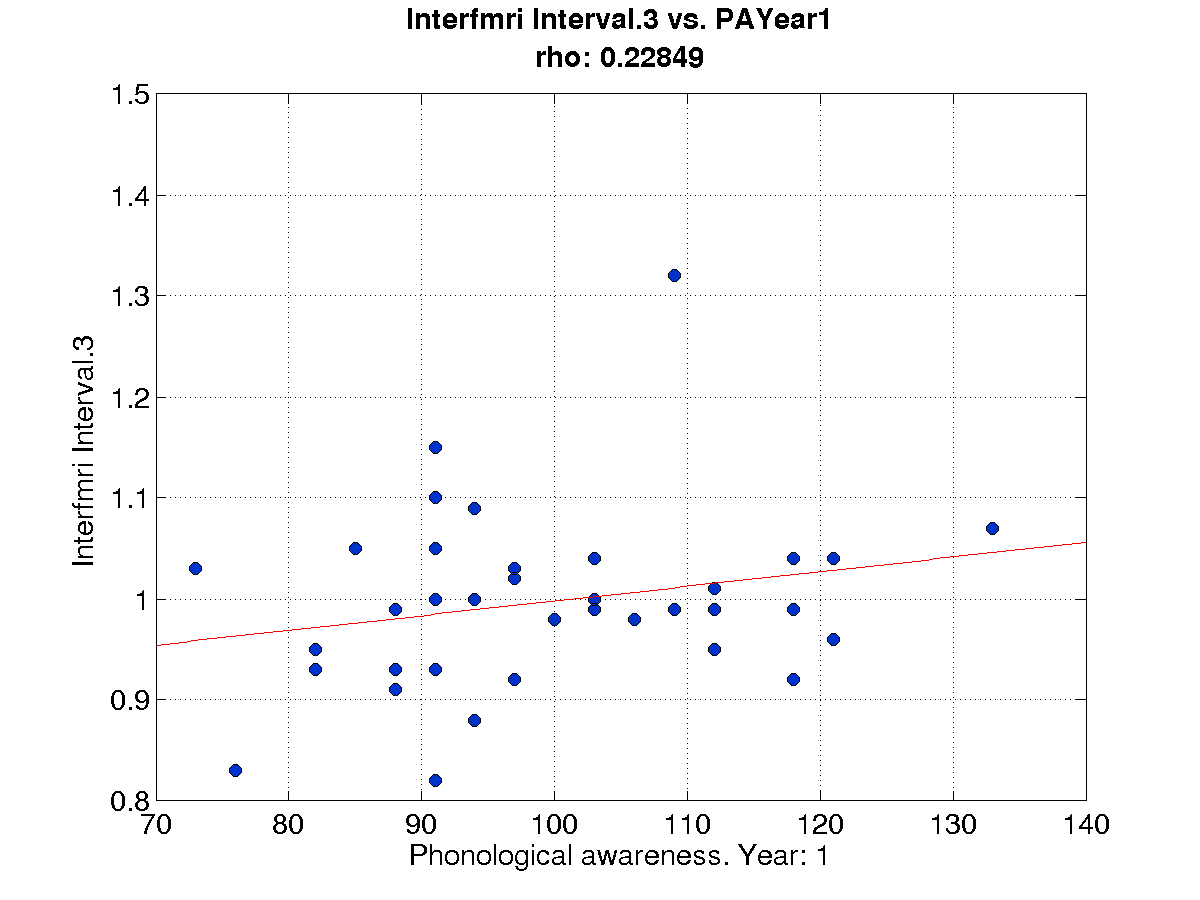 Interfmri Interval.3 vs. PAYear1
rho: 0.22849
1.5
1.4
1.3
1.2
1.1
1
0.9
0.8
Interfmri Interval.3
70 80 90 100 110 120 130 140
Phonological awareness. Year: 1